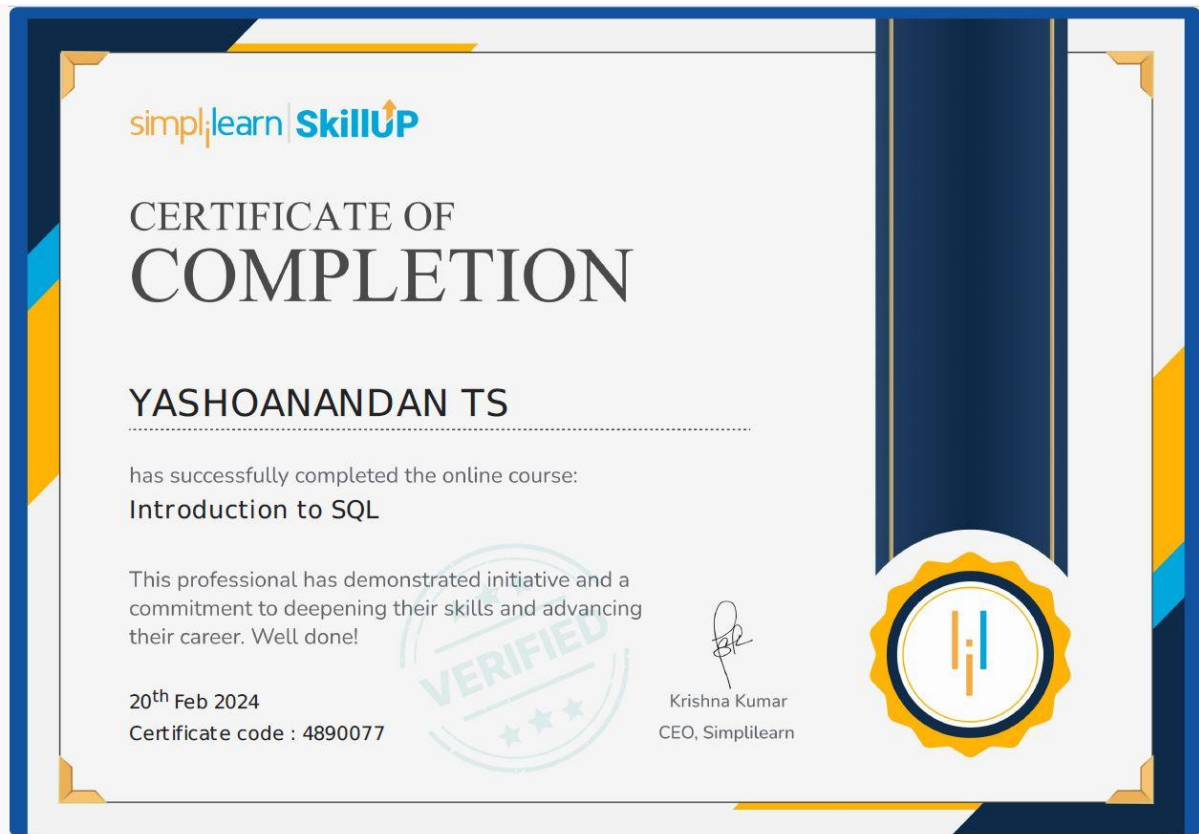 simplilearn | SkillUP
CERTIFICATE OF
COMPLETION
YASHOANANDAN TS
has successfully completed the online course:
Introduction to SQL
This professional has demonstrated initiative and a
commitment to deepening their skills and advancing
their career. Well done!
VERIFIED
20th Feb 2024
Certificate code : 4890077
Krishna Kumar
CEO, Simplilearn